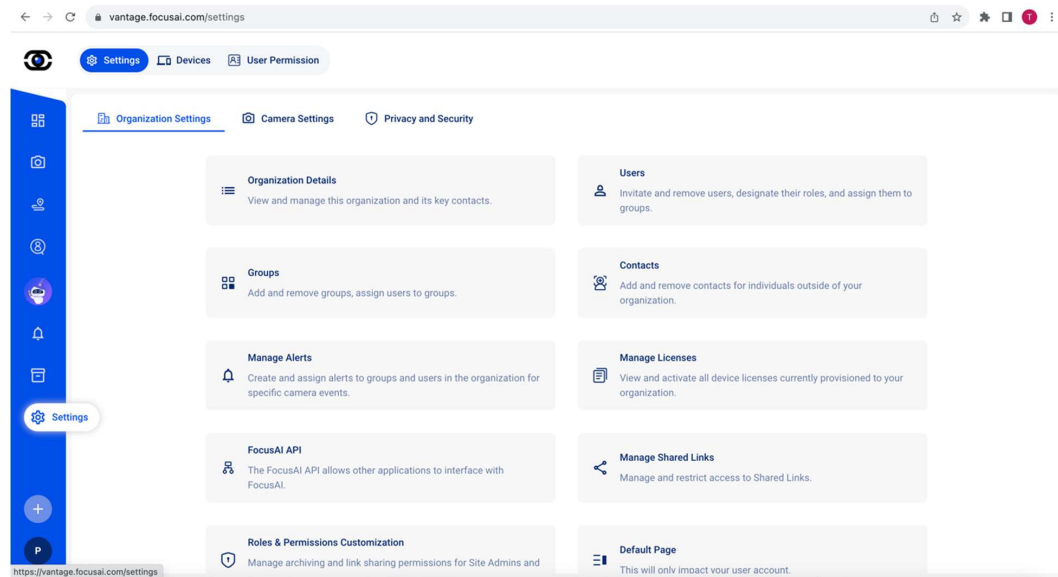 vantage.focusai.com/settings
T
Settings
Devices
User Permission
Organization Settings
Camera Settings
Privacy and Security
Organization Details
View and manage this organization and its key contacts.
Users
Invitate and remove users, designate their roles, and assign them to
groups.
Groups
Add and remove groups, assign users to groups.
Contacts
Add and remove contacts for individuals outside of your
organization.
Manage Alerts
Create and assign alerts to groups and users in the organization for
specific camera events.
Manage Licenses
View and activate all device licenses currently provisioned to your
organization.
Settings
FocusAI API
The FocusAI API allows other applications to interface with
FocusAI.
Manage Shared Links
Manage and restrict access to Shared Links.
Roles & Permissions Customization
Manage archiving and link sharing permissions for Site Admins and
Default Page
This will only impact your user account.
P
https://vantage.focusai.com/settings